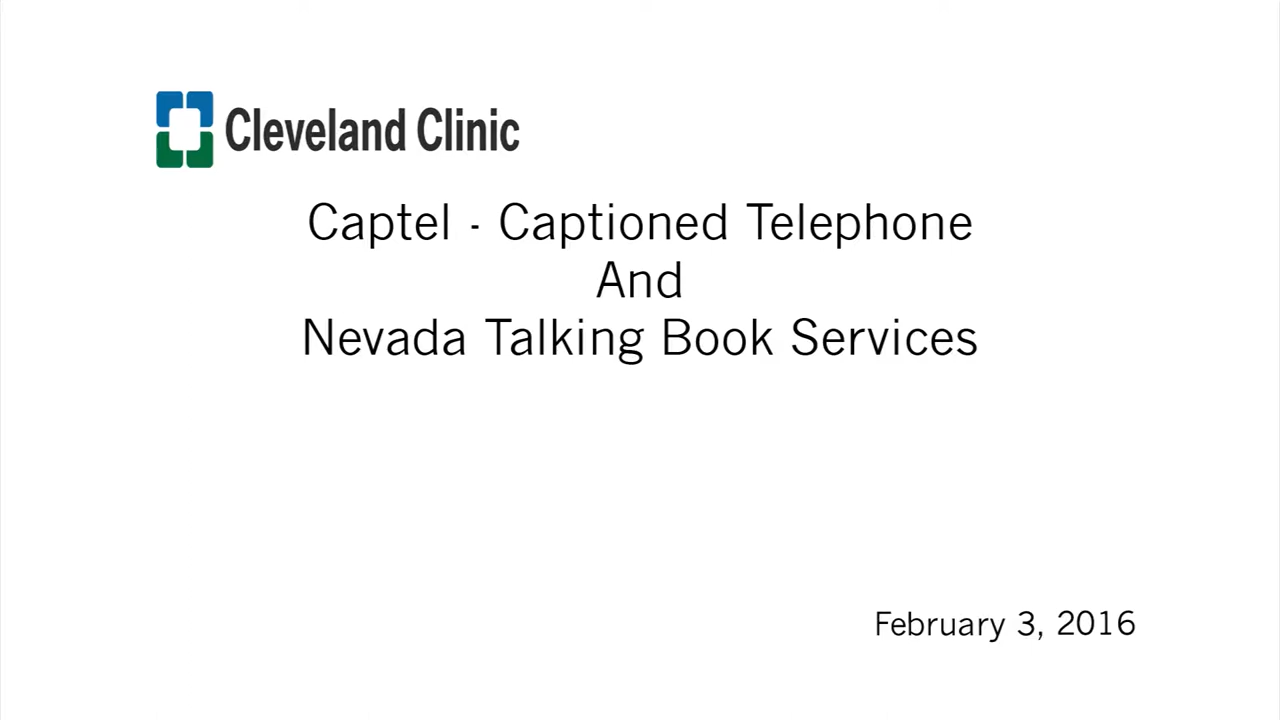 Cleveland Clinic
Captel - Captioned Telephone
And
Nevada Talking Book Services
February 3, 2016